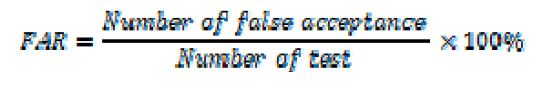 FAR = Number of false acceptance / Number of test × 100%